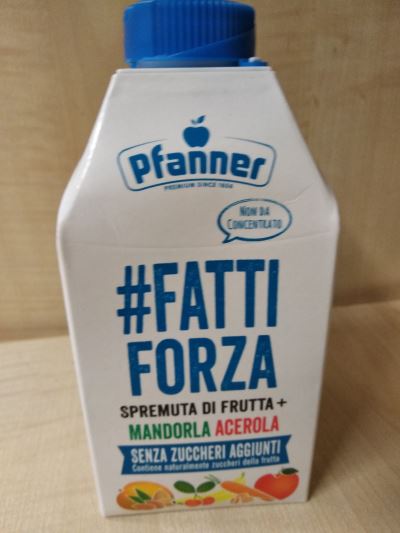 Pfanner
PREMIUM SINCE 1856
NON DA
CONCENTRATO
#FATTI
FORZA
SPREMUTA DI FRUTTA +
MANDORLA ACEROLA
SENZA ZUCCHERI AGGIUNTI
Contiene naturalmente zuccheri della frutta